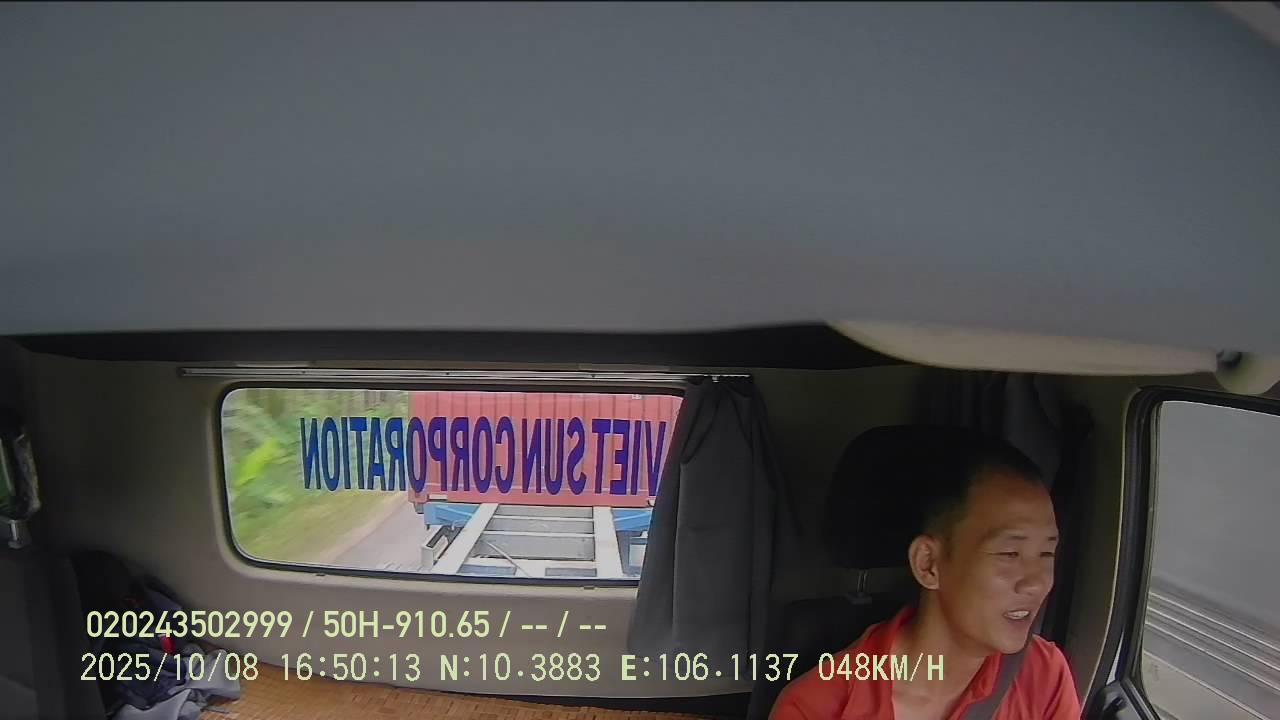 VIET SUN CORPORATION
020243502999 / 50H-910.65 / -- / --
2025/10/08 16:50:13 N:10.3883 E:106.1137 048KM/H